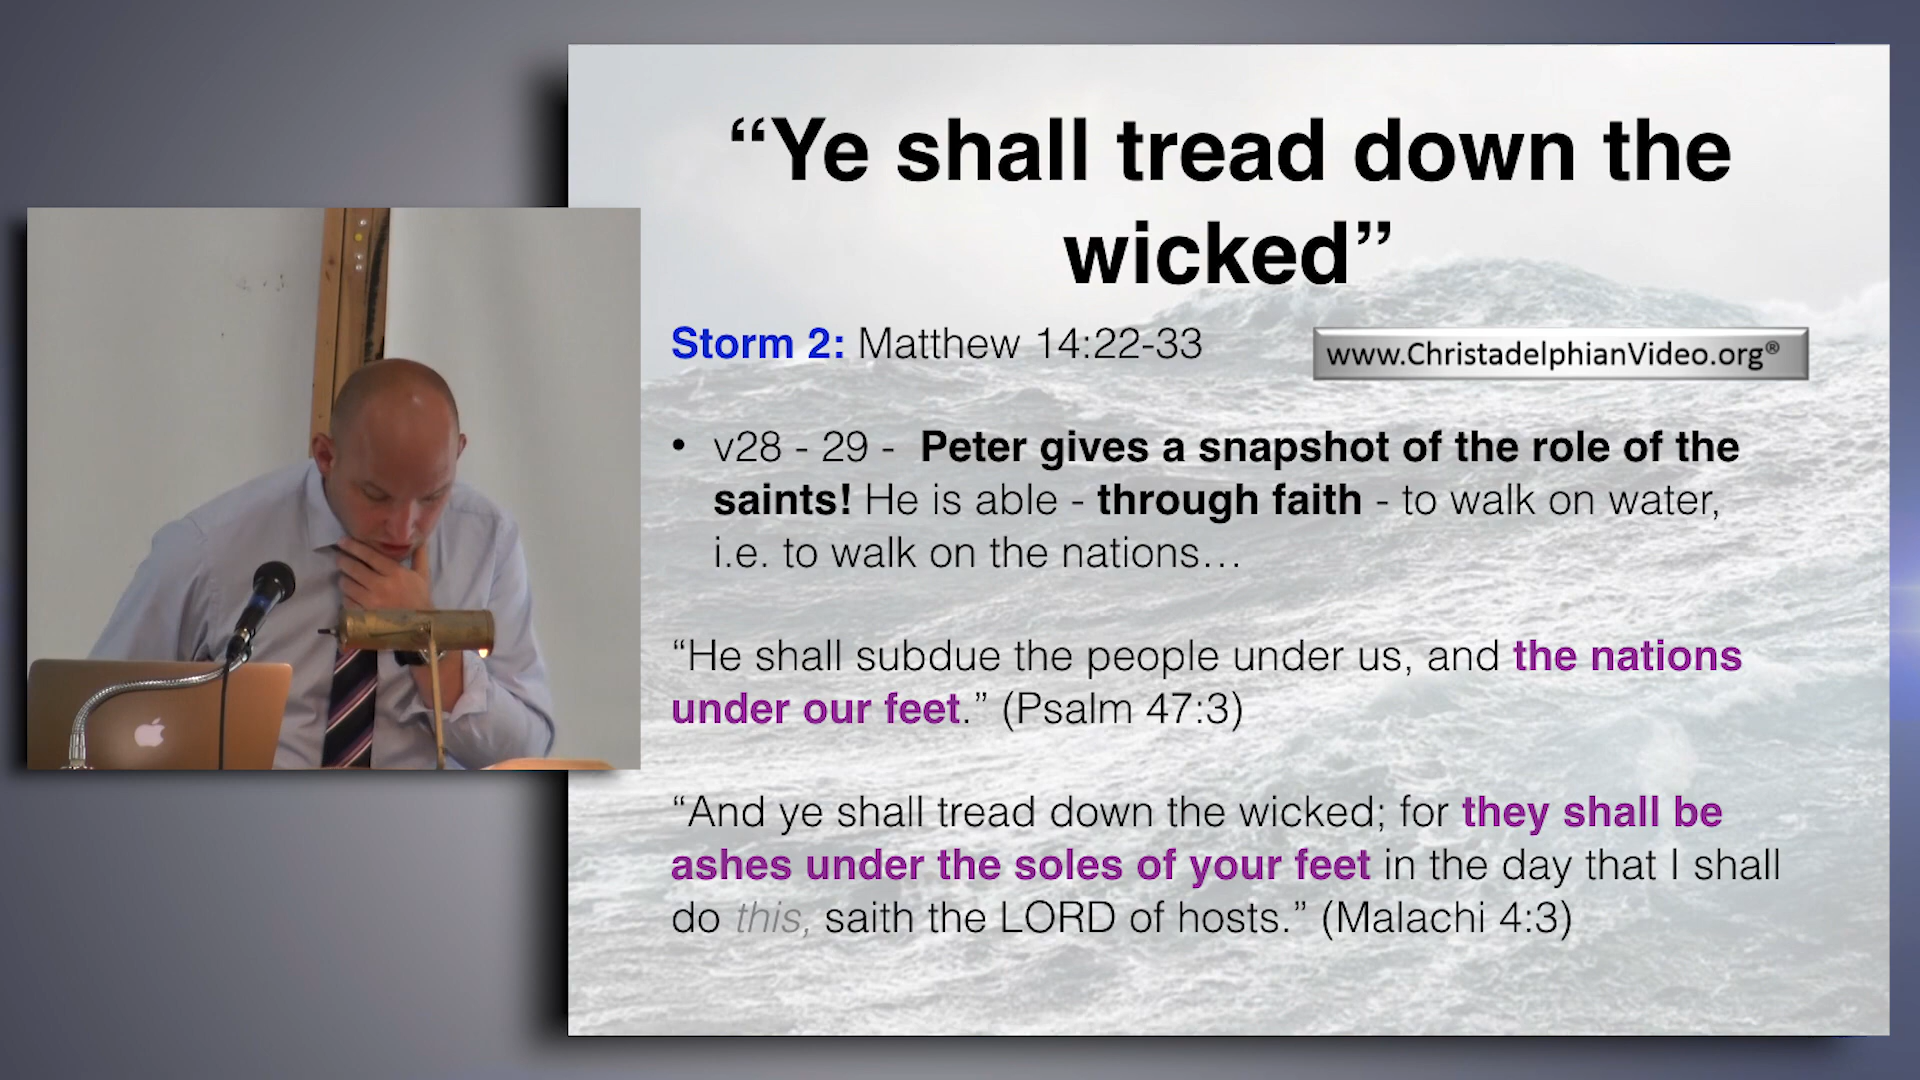 “Ye shall tread down the
wicked”
Storm 2: Matthew 14:22-33
www.ChristadelphianVideo.org®
• v28 - 29 - Peter gives a snapshot of the role of the
saints! He is able - through faith - to walk on water,
i.e. to walk on the nations…
“He shall subdue the people under us, and the nations
under our feet.” (Psalm 47:3)
“And ye shall tread down the wicked; for they shall be
ashes under the soles of your feet in the day that I shall
do this, saith the LORD of hosts.” (Malachi 4:3)